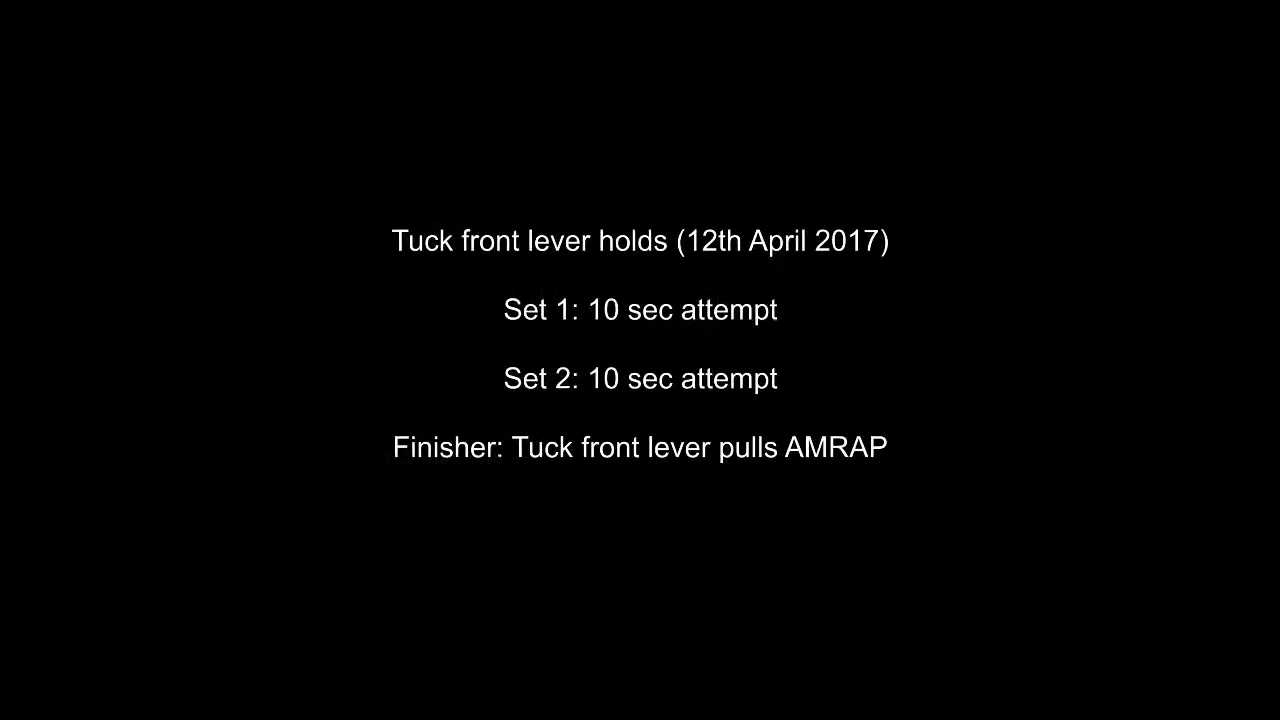 Tuck front lever holds (12th April 2017)
Set 1: 10 sec attempt
Set 2: 10 sec attempt
Finisher: Tuck front lever pulls AMRAP